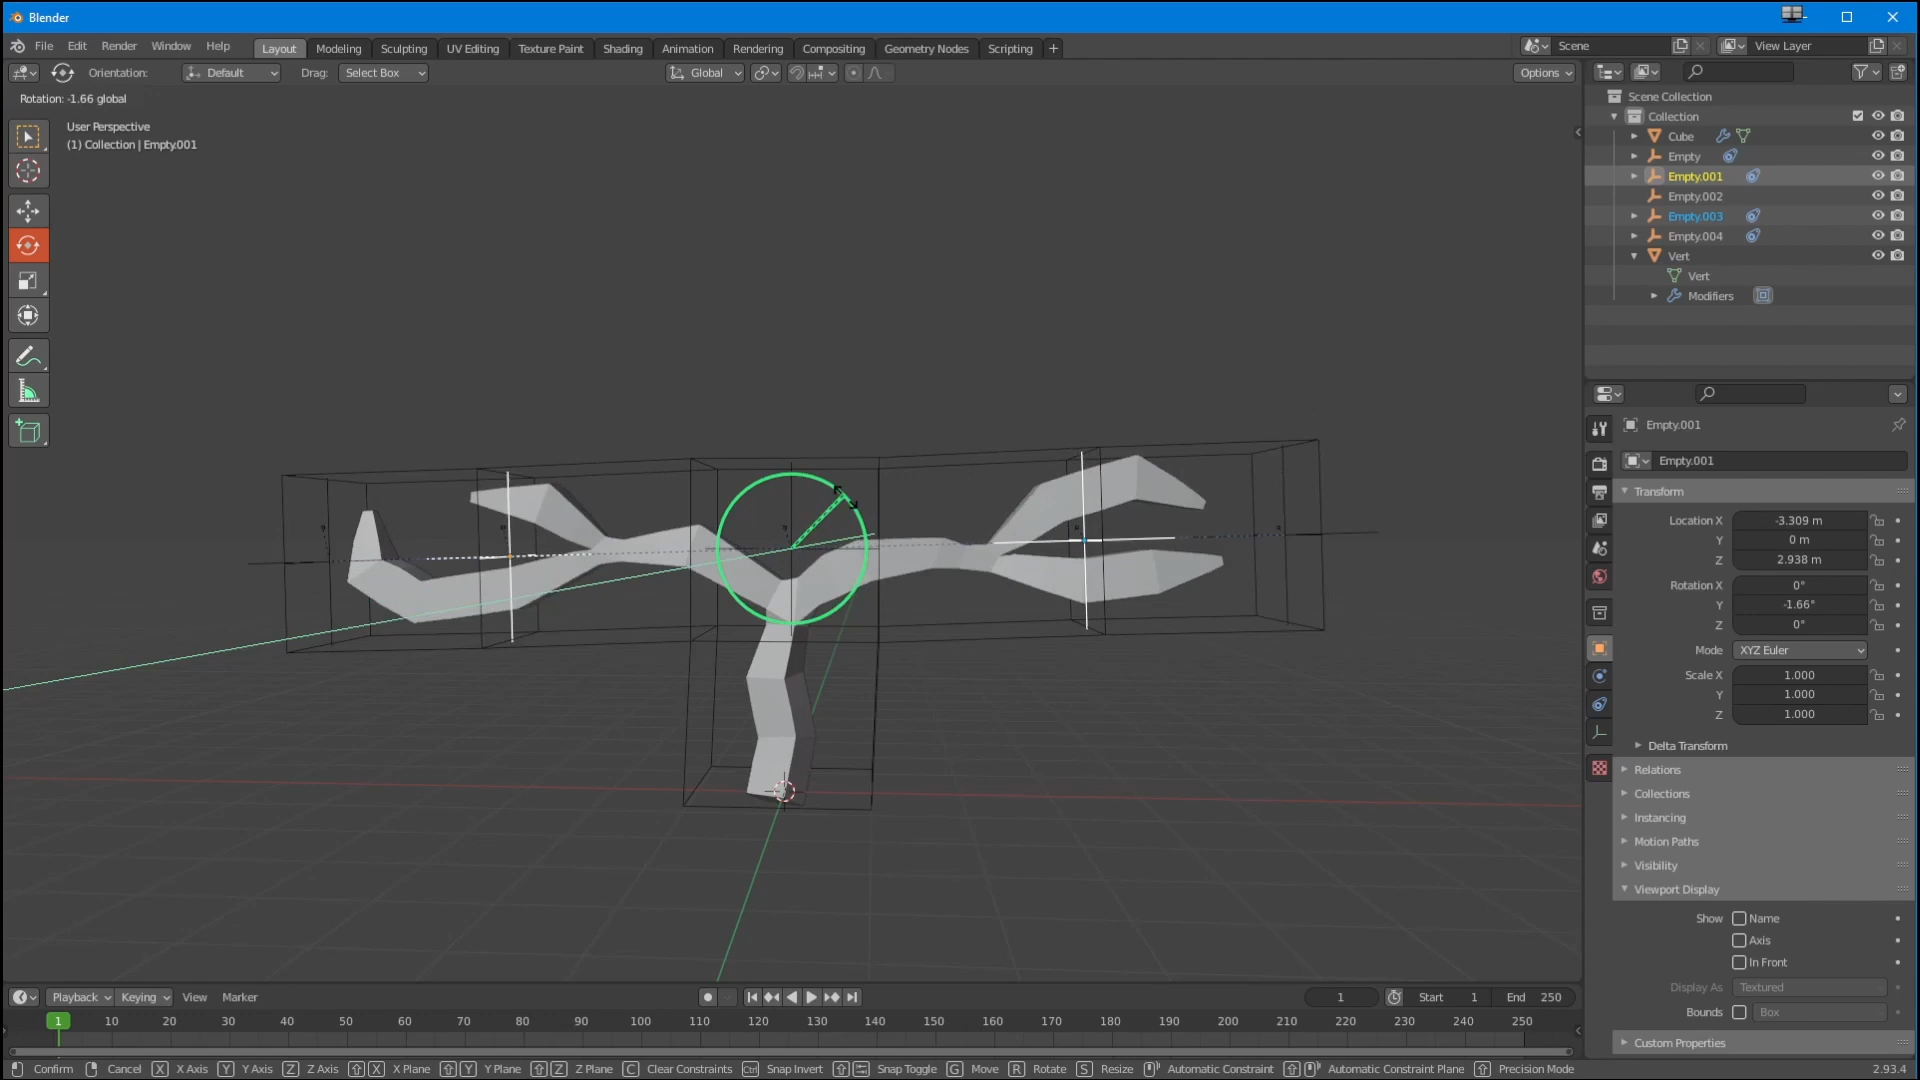 Blender
File Edit Render Window Help Layout Modeling Sculpting UV Editing Texture Paint Shading Animation Rendering Compositing Geometry Nodes Scripting + Scene View Layer
Orientation: Default Drag: Select Box Global Options
Rotation: -1.66 global
User Perspective
(1) Collection | Empty.001
Scene Collection
Collection
Cube
Empty
Empty.001
Empty.002
Empty.003
Empty.004
Vert
Vert
Modifiers
Empty.001
Empty.001
Transform
Location X -3.309 m
Y 0 m
Z 2.938 m
Rotation X 0°
Y -1.66°
Z 0°
Mode XYZ Euler
Scale X 1.000
Y 1.000
Z 1.000
Delta Transform
Relations
Collections
Instancing
Motion Paths
Visibility
Viewport Display
Show Name
Axis
In Front
Display As Textured
Bounds Box
Custom Properties
Playback Keying View Marker 1 Start 1 End 250
1 10 20 30 40 50 60 70 80 90 100 110 120 130 140 150 160 170 180 190 200 210 220 230 240 250
Confirm Cancel X X Axis Y Y Axis Z Z Axis X X Plane Y Y Plane Z Z Plane C Clear Constraints Ctrl Snap Invert Snap Toggle G Move R Rotate S Resize Automatic Constraint Automatic Constraint Plane Precision Mode 2.93.4